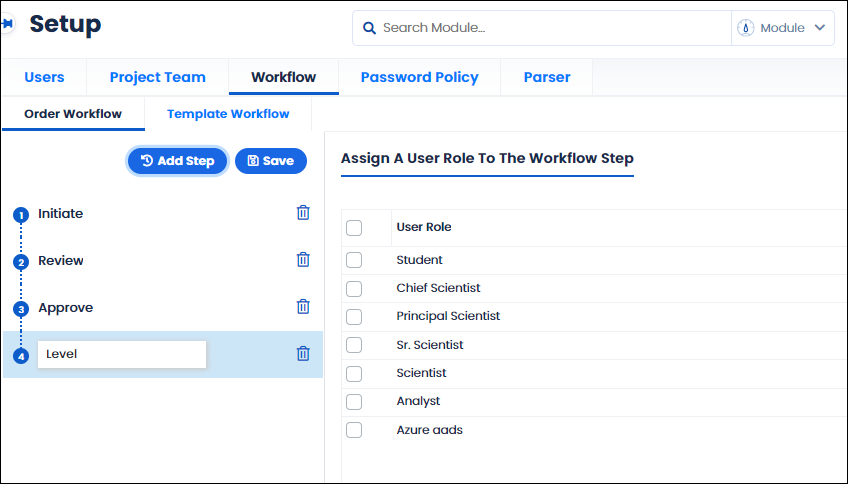 Setup
Search Module...
Module
Users
Project Team
Workflow
Password Policy
Parser
Order Workflow
Template Workflow
Add Step
Save
Assign A User Role To The Workflow Step
1 Initiate
2 Review
3 Approve
4 Level
User Role
Student
Chief Scientist
Principal Scientist
Sr. Scientist
Scientist
Analyst
Azure aads